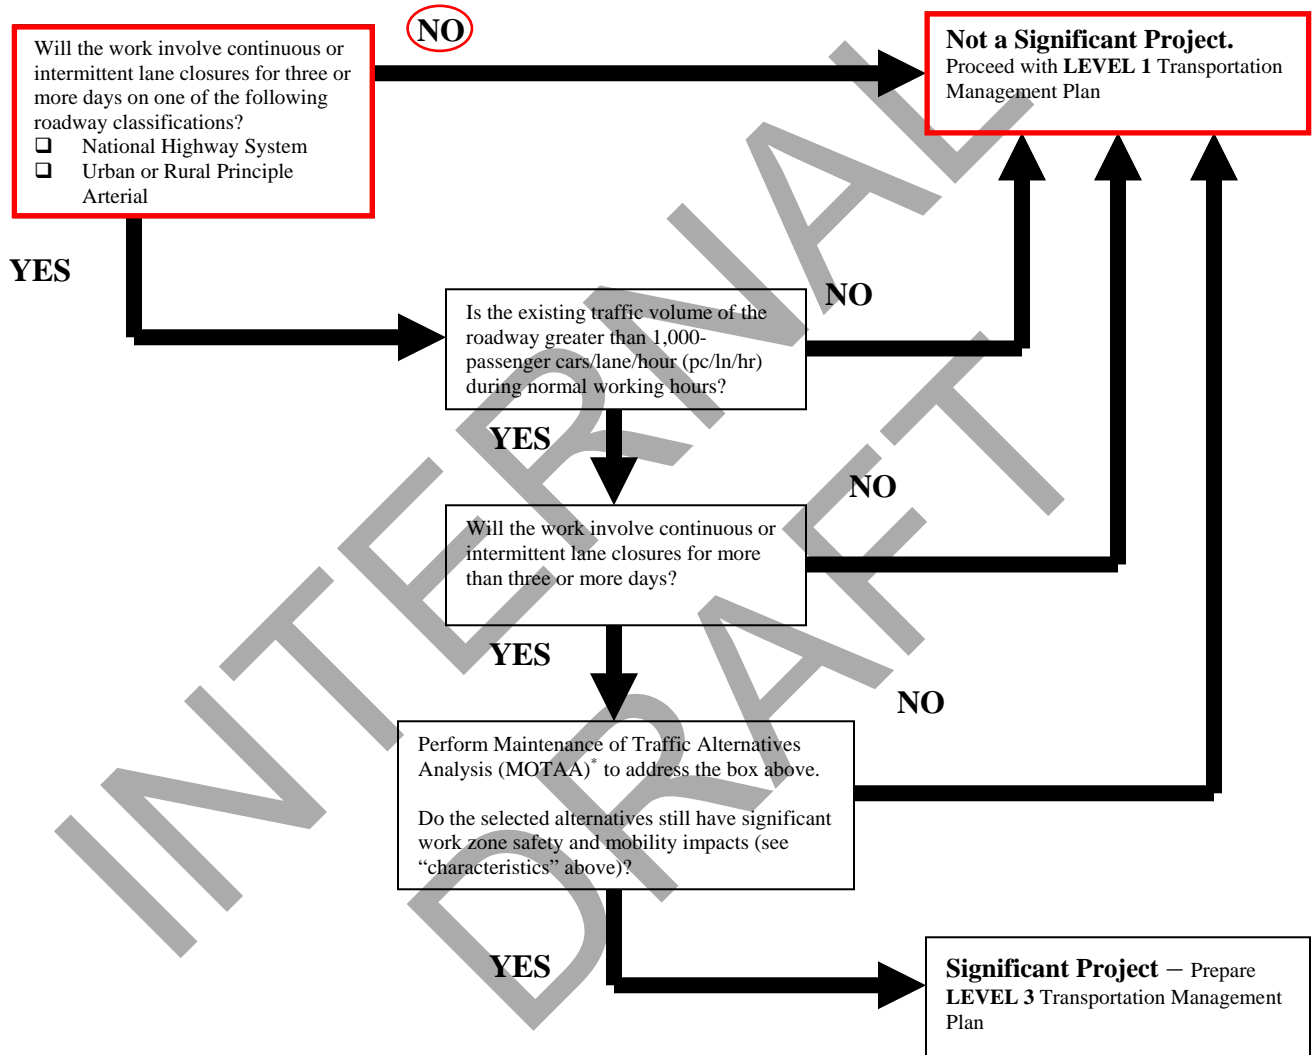 NO
Will the work involve continuous or
intermittent lane closures for three or
more days on one of the following
roadway classifications?
❑ National Highway System
❑ Urban or Rural Principle
Arterial
Not a Significant Project.
Proceed with LEVEL 1 Transportation
Management Plan
YES
Is the existing traffic volume of the
roadway greater than 1,000-
passenger cars/lane/hour (pc/ln/hr)
during normal working hours?
NO
YES
Will the work involve continuous or
intermittent lane closures for more
than three or more days?
NO
YES
Perform Maintenance of Traffic Alternatives
Analysis (MOTAA)* to address the box above.
Do the selected alternatives still have significant
work zone safety and mobility impacts (see
“characteristics” above)?
NO
YES
Significant Project – Prepare
LEVEL 3 Transportation Management
Plan
INTERNAL
DRAFT